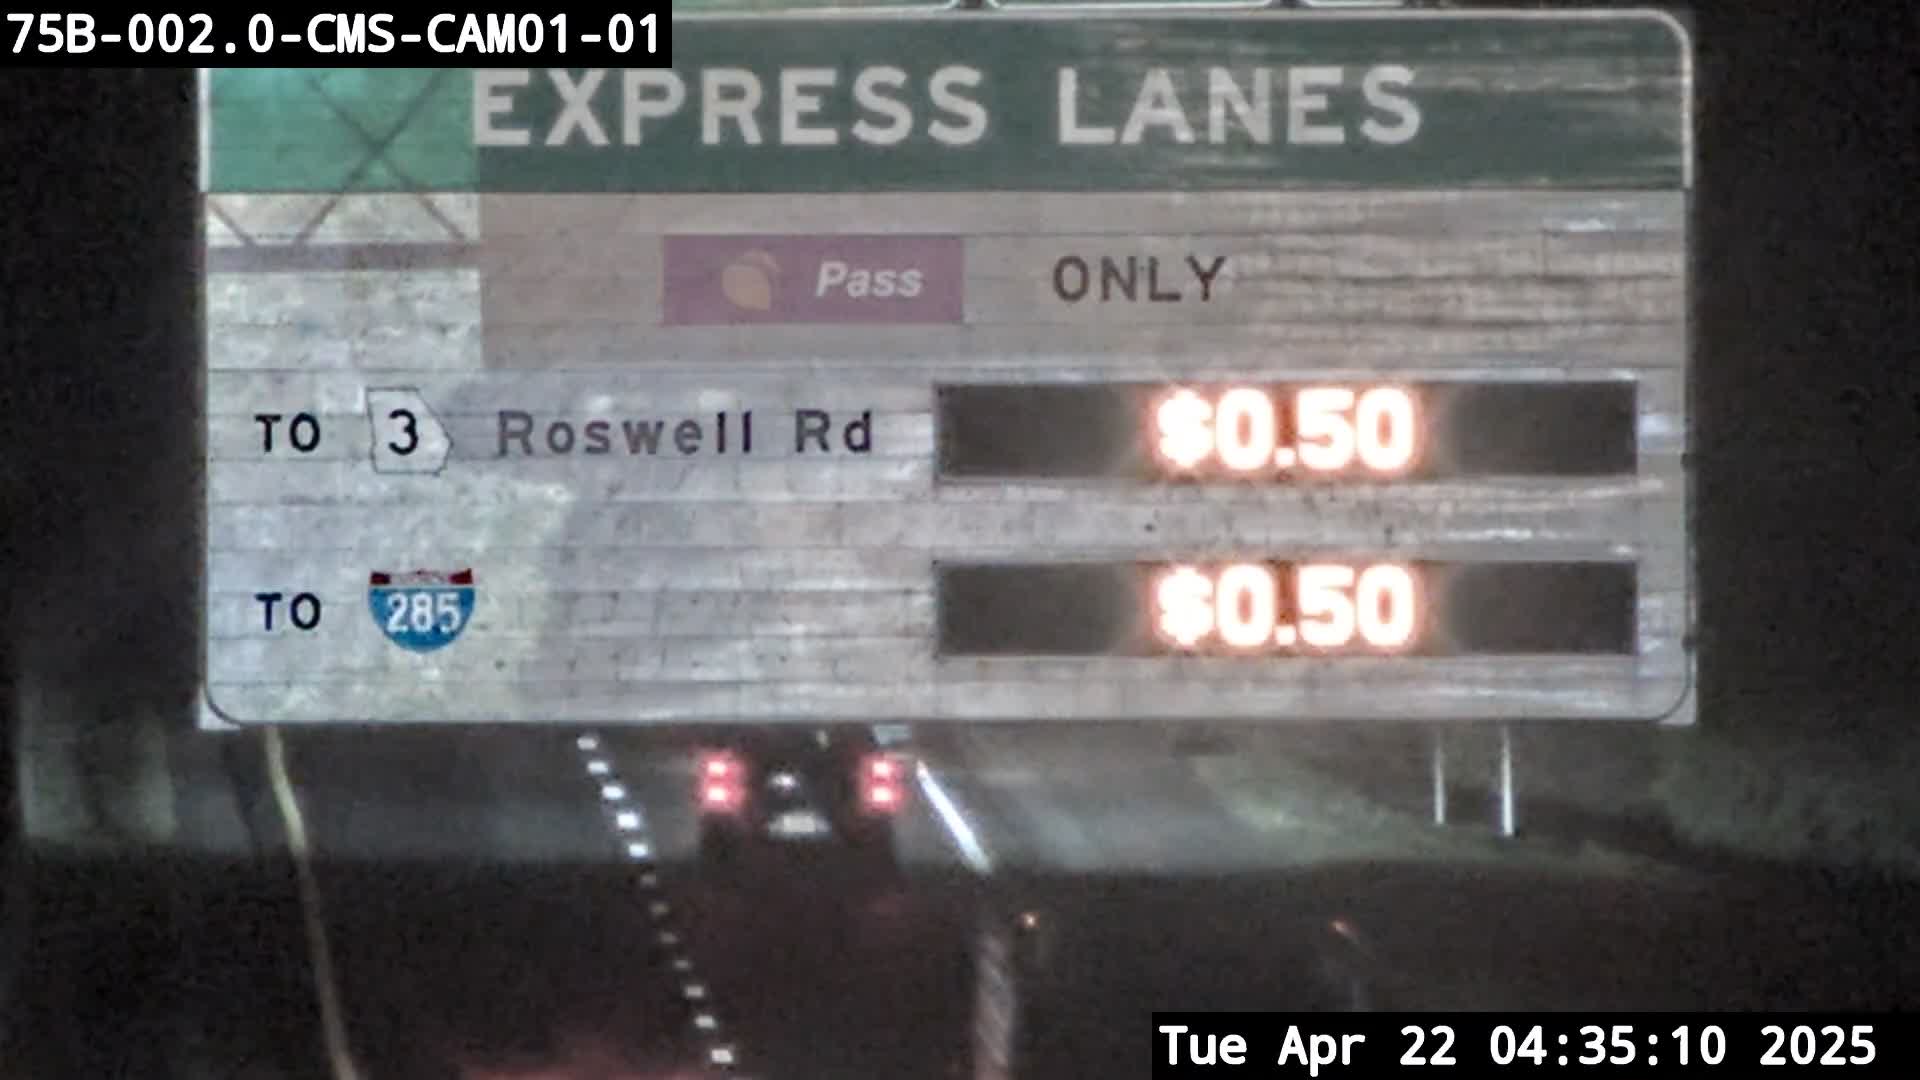 75B-002.0-CMS-CAM01-01
EXPRESS LANES
Pass ONLY
TO 3 Roswell Rd $0.50
TO 285 $0.50
Tue Apr 22 04:35:10 2025